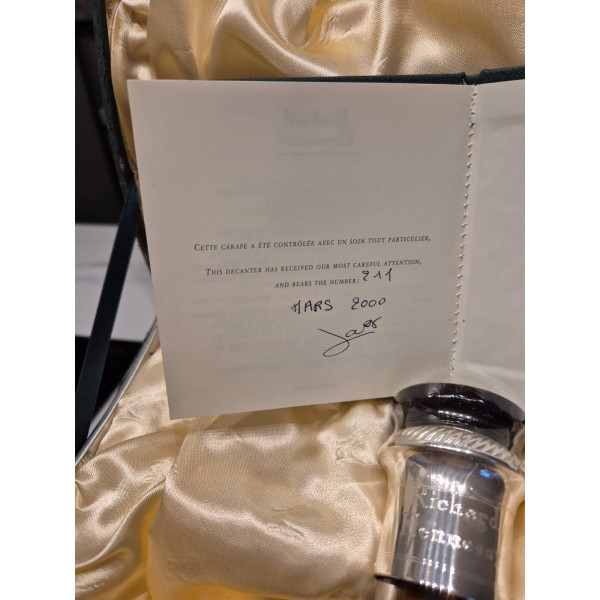 CETTE CARAFE A ÉTÉ CONTRÔLÉE AVEC UN SOIN TOUT PARTICULIER,
THIS DECANTER HAS RECEIVED OUR MOST CAREFUL ATTENTION,
AND BEARS THE NUMBER: 211
MARS 2000
Richard
Hennessy